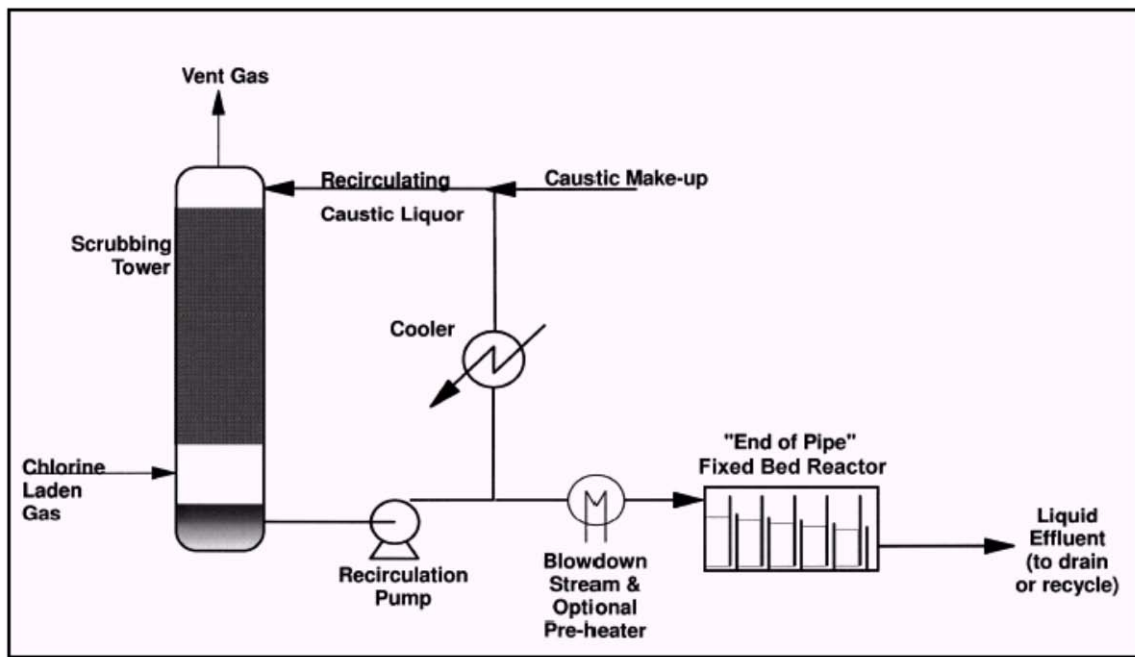 Vent Gas
Recirculating
Caustic Liquor
Caustic Make-up
Scrubbing
Tower
Cooler
Chlorine
Laden
Gas
Recirculation
Pump
Blowdown
Stream &
Optional
Pre-heater
"End of Pipe"
Fixed Bed Reactor
Liquid
Effluent
(to drain
or recycle)